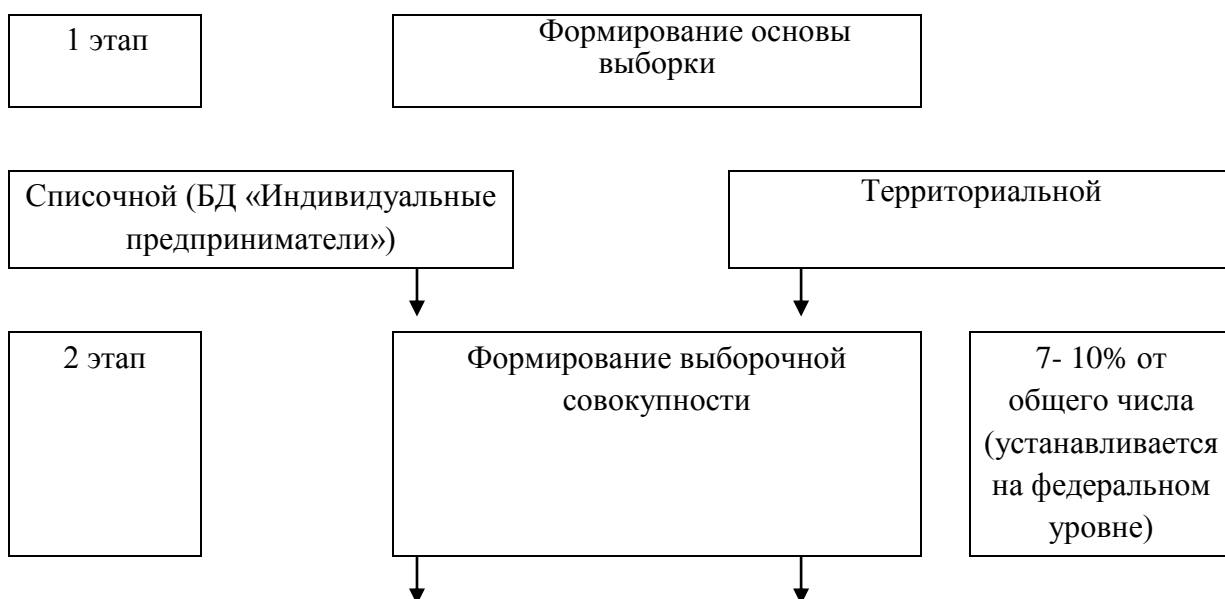 1 этап
Формирование основы
выборки
Списочной (БД «Индивидуальные
предприниматели»)
Территориальной
2 этап
Формирование выборочной
совокупности
7- 10% от
общего числа
(устанавливается
на федеральном
уровне)